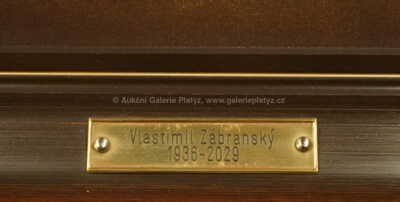 © Aukční Galerie Platýz, www.galerieplatyz.cz
Vlastimil Zábranský
1936-2029